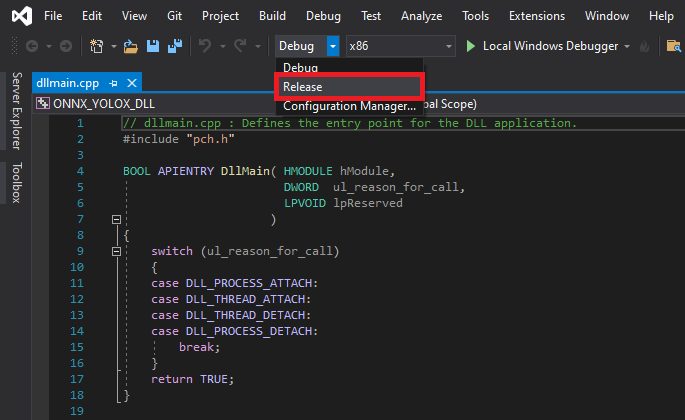 File Edit View Git Project Build Debug Test Analyze Tools Extensions Window Help
Debug x86 Local Windows Debugger
Debug
Release
Configuration Manager...
dllmain.cpp
ONNX_YOLOX_DLL bal Scope)
Server Explorer
Toolbox
1 // dllmain.cpp : Defines the entry point for the DLL application.
2 #include "pch.h"
3
4 BOOL APIENTRY DllMain( HMODULE hModule,
5 DWORD ul_reason_for_call,
6 LPVOID lpReserved
7 )
8 {
9 switch (ul_reason_for_call)
10 {
11 case DLL_PROCESS_ATTACH:
12 case DLL_THREAD_ATTACH:
13 case DLL_THREAD_DETACH:
14 case DLL_PROCESS_DETACH:
15 break;
16 }
17 return TRUE;
18 }
19